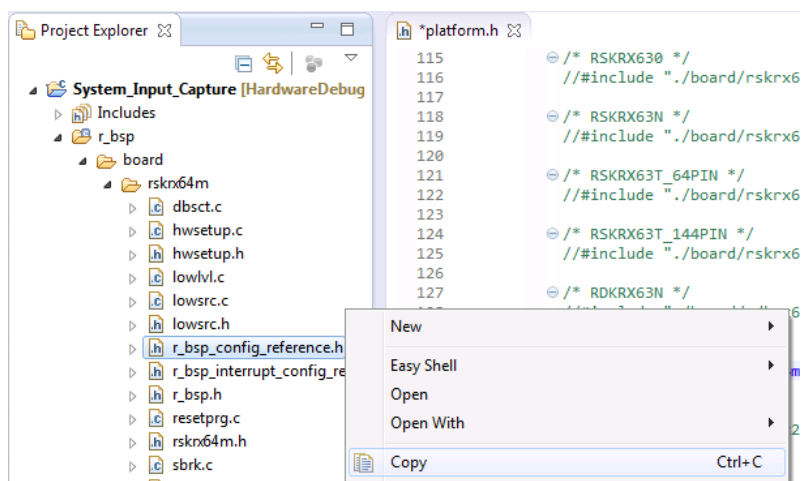 Project Explorer
System_Input_Capture [HardwareDebug
Includes
r_bsp
board
rskrx64m
dbsct.c
hwsetup.c
hwsetup.h
lowlvl.c
lowsrc.c
lowsrc.h
r_bsp_config_reference.h
r_bsp_interrupt_config_re
r_bsp.h
resetprg.c
rskrx64m.h
sbrk.c
*platform.h
115 /* RSKRX630 */
116 //#include "./board/rskrx6
117
118 /* RSKRX63N */
119 //#include "./board/rskrx6
120
121 /* RSKRX63T_64PIN */
122 //#include "./board/rskrx6
123
124 /* RSKRX63T_144PIN */
125 //#include "./board/rskrx6
126
127 /* RDKRX63N */
New
Easy Shell
Open
Open With
Copy Ctrl+C